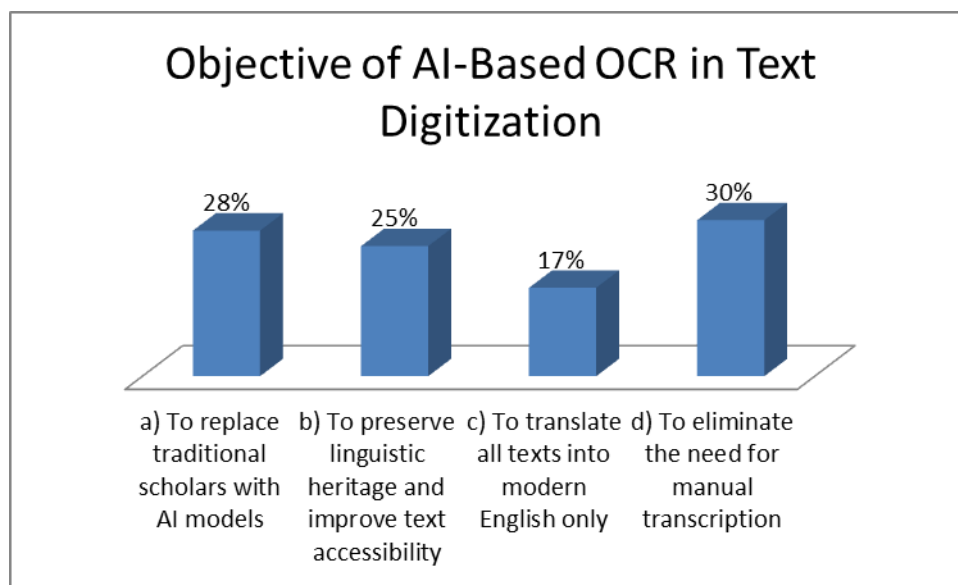 Objective of AI-Based OCR in Text
Digitization
28%
25%
17%
30%
a) To replace
traditional
scholars with
AI models
b) To preserve
linguistic
heritage and
improve text
accessibility
c) To translate
all texts into
modern
English only
d) To eliminate
the need for
manual
transcription